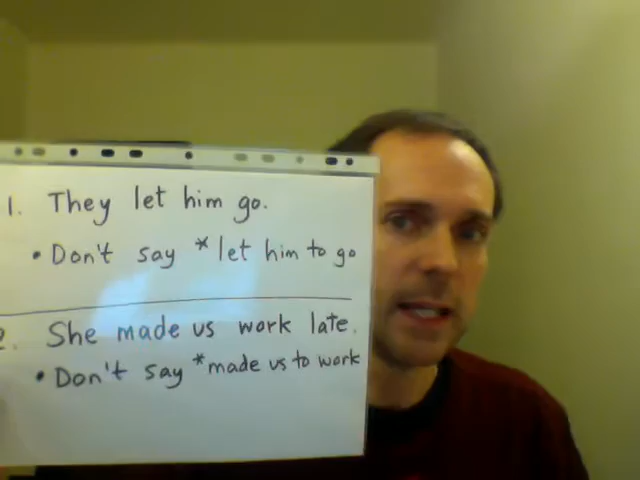 1. They let him go.
• Don't say *let him to go
2. She made us work late.
• Don't say *made us to work